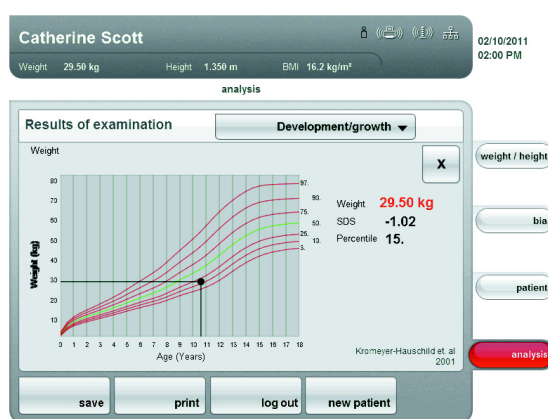 Catherine Scott
Weight 29.50 kg Height 1.350 m BMI 16.2 kg/m²
02/10/2011
02:00 PM
analysis
Results of examination
Development/growth
Weight
X
weight / height
80
70
60
50
40
30
20
10
Weight (kg)
97.
90.
75.
50.
25.
10.
3.
0 1 2 3 4 5 6 7 8 9 10 11 12 13 14 15 16 17 18
Age (Years)
Weight 29.50 kg
SDS -1.02
Percentile 15.
bia
patient
Kromeyer-Hauschild et. al
2001
analysis
save print log out new patient